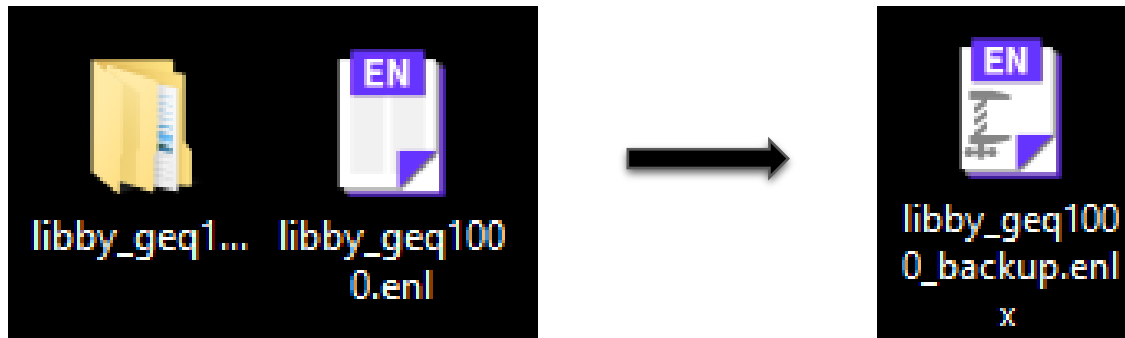 EN
libby_geq1...
libby_geq100
0.enl
EN
libby_geq100
0_backup.enl
x